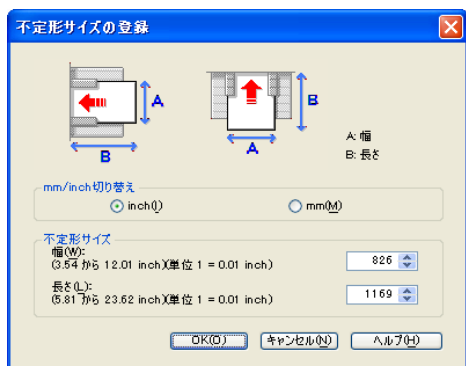 不定形サイズの登録
A
B
B
A
A: 幅
B: 長さ
mm/inch切り替え
inch(I)
mm(M)
不定形サイズ
幅(W):
(3.54 から 12.01 inch)(単位 1 = 0.01 inch)
826
長さ(L):
(5.81 から 23.62 inch)(単位 1 = 0.01 inch)
1169
OK(O)
キャンセル(N)
ヘルプ(H)